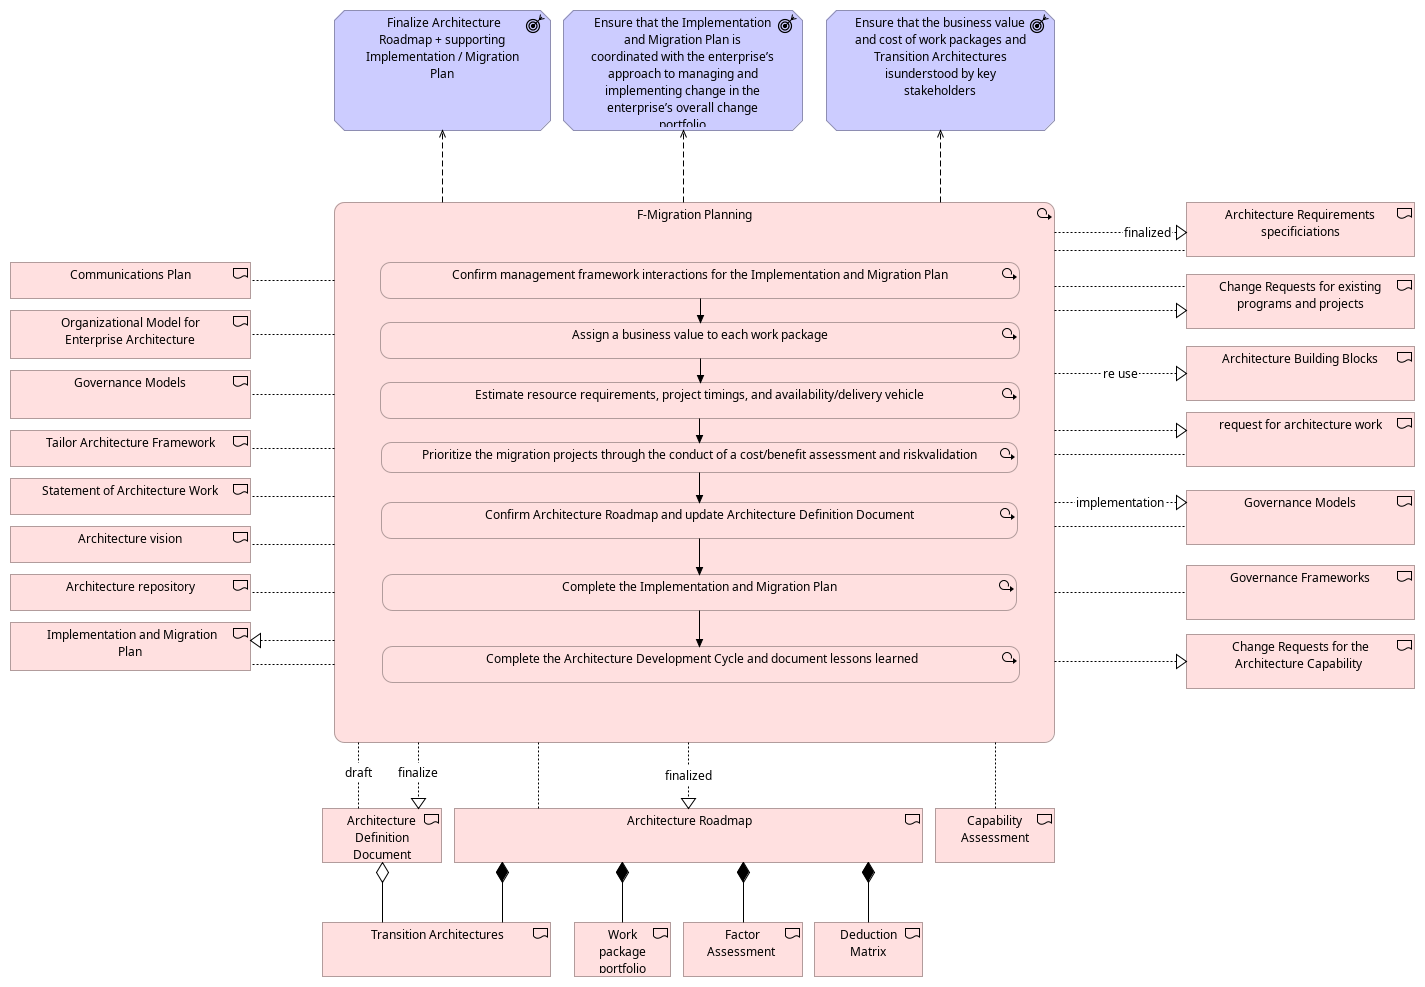 Finalize Architecture
Roadmap + supporting
Implementation / Migration
Plan
Ensure that the Implementation
and Migration Plan is
coordinated with the enterprise’s
approach to managing and
implementing change in the
enterprise’s overall change
portfolio
Ensure that the business value
and cost of work packages and
Transition Architectures
isunderstood by key
stakeholders
F-Migration Planning
Confirm management framework interactions for the Implementation and Migration Plan
Assign a business value to each work package
Estimate resource requirements, project timings, and availability/delivery vehicle
Prioritize the migration projects through the conduct of a cost/benefit assessment and riskvalidation
Confirm Architecture Roadmap and update Architecture Definition Document
Complete the Implementation and Migration Plan
Complete the Architecture Development Cycle and document lessons learned
Communications Plan
Organizational Model for
Enterprise Architecture
Governance Models
Tailor Architecture Framework
Statement of Architecture Work
Architecture vision
Architecture repository
Implementation and Migration
Plan
finalized
Architecture Requirements
specificiations
Change Requests for existing
programs and projects
re use
Architecture Building Blocks
request for architecture work
implementation
Governance Models
Governance Frameworks
Change Requests for the
Architecture Capability
draft
finalize
finalized
Architecture
Definition
Document
Architecture Roadmap
Capability
Assessment
Transition Architectures
Work
package
portfolio
Factor
Assessment
Deduction
Matrix